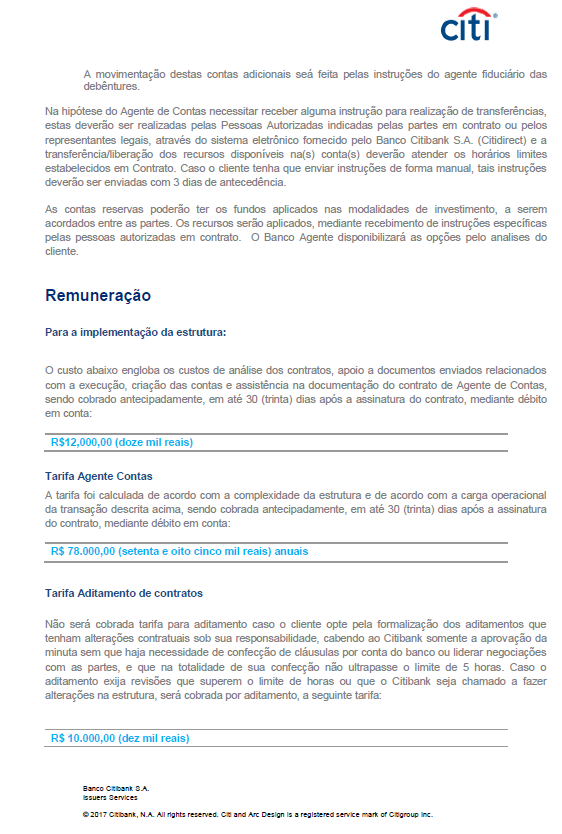 citi®
A movimentação destas contas adicionais seá feita pelas instruções do agente fiduciário das
debêntures.
Na hipótese do Agente de Contas necessitar receber alguma instrução para realização de transferências,
estas deverão ser realizadas pelas Pessoas Autorizadas indicadas pelas partes em contrato ou pelos
representantes legais, através do sistema eletrônico fornecido pelo Banco Citibank S.A. (Citidirect) e a
transferência/liberação dos recursos disponíveis na(s) conta(s) deverão atender os horários limites
estabelecidos em Contrato. Caso o cliente tenha que enviar instruções de forma manual, tais instruções
deverão ser enviadas com 3 dias de antecedência.
As contas reservas poderão ter os fundos aplicados nas modalidades de investimento, a serem
acordados entre as partes. Os recursos serão aplicados, mediante recebimento de instruções específicas
pelas pessoas autorizadas em contrato. O Banco Agente disponibilizará as opções pelo analises do
cliente.
Remuneração
Para a implementação da estrutura:
O custo abaixo engloba os custos de análise dos contratos, apoio a documentos enviados relacionados
com a execução, criação das contas e assistência na documentação do contrato de Agente de Contas,
sendo cobrado antecipadamente, em até 30 (trinta) dias após a assinatura do contrato, mediante débito
em conta:
R$12,000,00 (doze mil reais)
Tarifa Agente Contas
A tarifa foi calculada de acordo com a complexidade da estrutura e de acordo com a carga operacional
da transação descrita acima, sendo cobrada antecipadamente, em até 30 (trinta) dias após a assinatura
do contrato, mediante débito em conta:
R$ 78.000,00 (setenta e oito cinco mil reais) anuais
Tarifa Aditamento de contratos
Não será cobrada tarifa para aditamento caso o cliente opte pela formalização dos aditamentos que
tenham alterações contratuais sob sua responsabilidade, cabendo ao Citibank somente a aprovação da
minuta sem que haja necessidade de confecção de cláusulas por conta do banco ou liderar negociações
com as partes, e que na totalidade de sua confecção não ultrapasse o limite de 5 horas. Caso o
aditamento exija revisões que superem o limite de horas ou que o Citibank seja chamado a fazer
alterações na estrutura, será cobrada por aditamento, a seguinte tarifa:
R$ 10.000,00 (dez mil reais)
Banco Citibank S.A.
Issuers Services
© 2017 Citibank, N.A. All rights reserved. Citi and Arc Design is a registered service mark of Citigroup Inc.